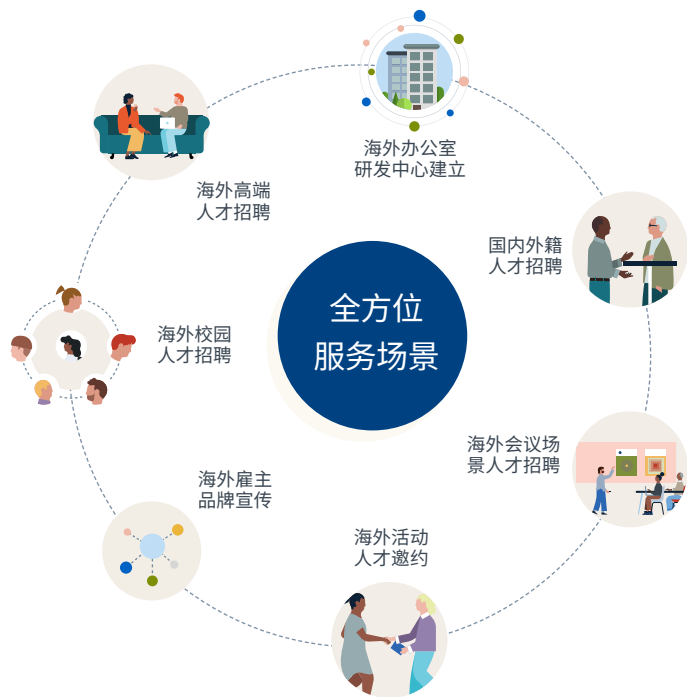 海外办公室
研发中心建立
海外高端
人才招聘
国内外籍
人才招聘
全方位
服务场景
海外校园
人才招聘
海外会议场
景人才招聘
海外雇主
品牌宣传
海外活动
人才邀约